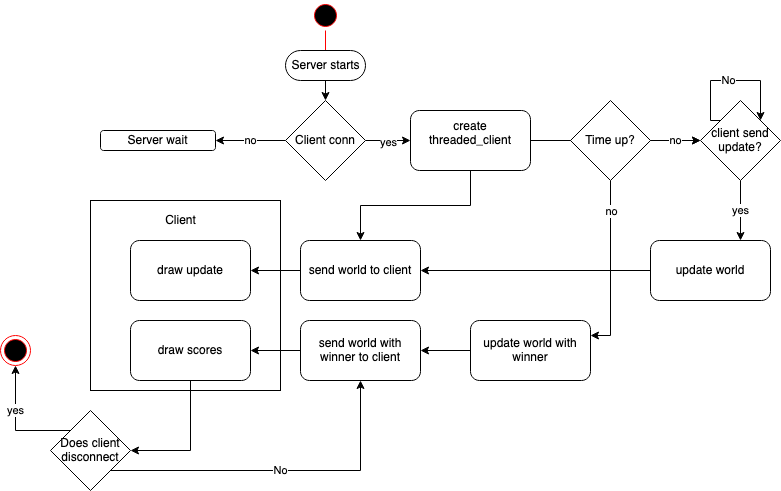 Server starts
Server wait
no
Client conn
yes
create
threaded_client
Time up?
no
No
client send
update?
no
yes
Client
draw update
send world to client
update world
draw scores
send world with
winner to client
update world with
winner
yes
Does client
disconnect
No